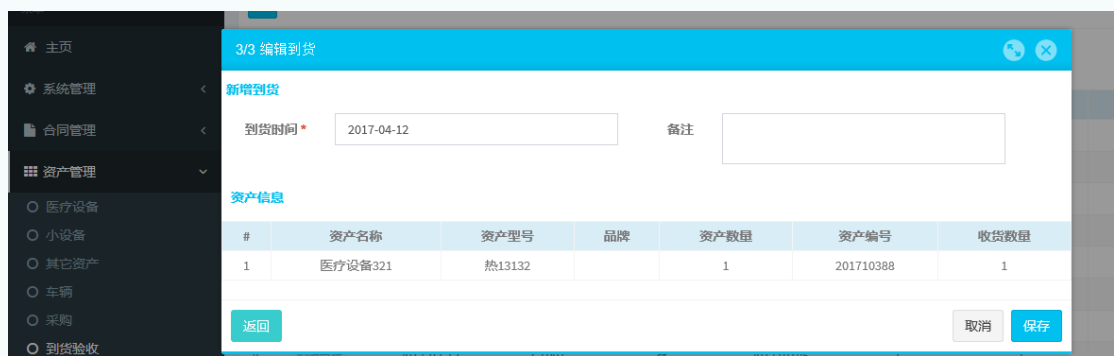 主页
系统管理
合同管理
资产管理
医疗设备
小设备
其它资产
车辆
采购
到货验收
3/3 编辑到货
新增到货
到货时间 * 2017-04-12 备注
资产信息
# 资产名称 资产型号 品牌 资产数量 资产编号 收货数量
1 医疗设备321 热13132 1 201710388 1
返回 取消 保存